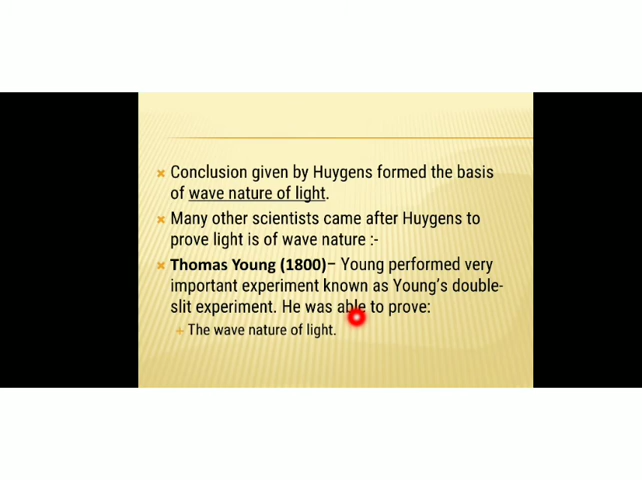 Conclusion given by Huygens formed the basis
of wave nature of light.
Many other scientists came after Huygens to
prove light is of wave nature :-
Thomas Young (1800)– Young performed very
important experiment known as Young's double-
slit experiment. He was able to prove:
The wave nature of light.